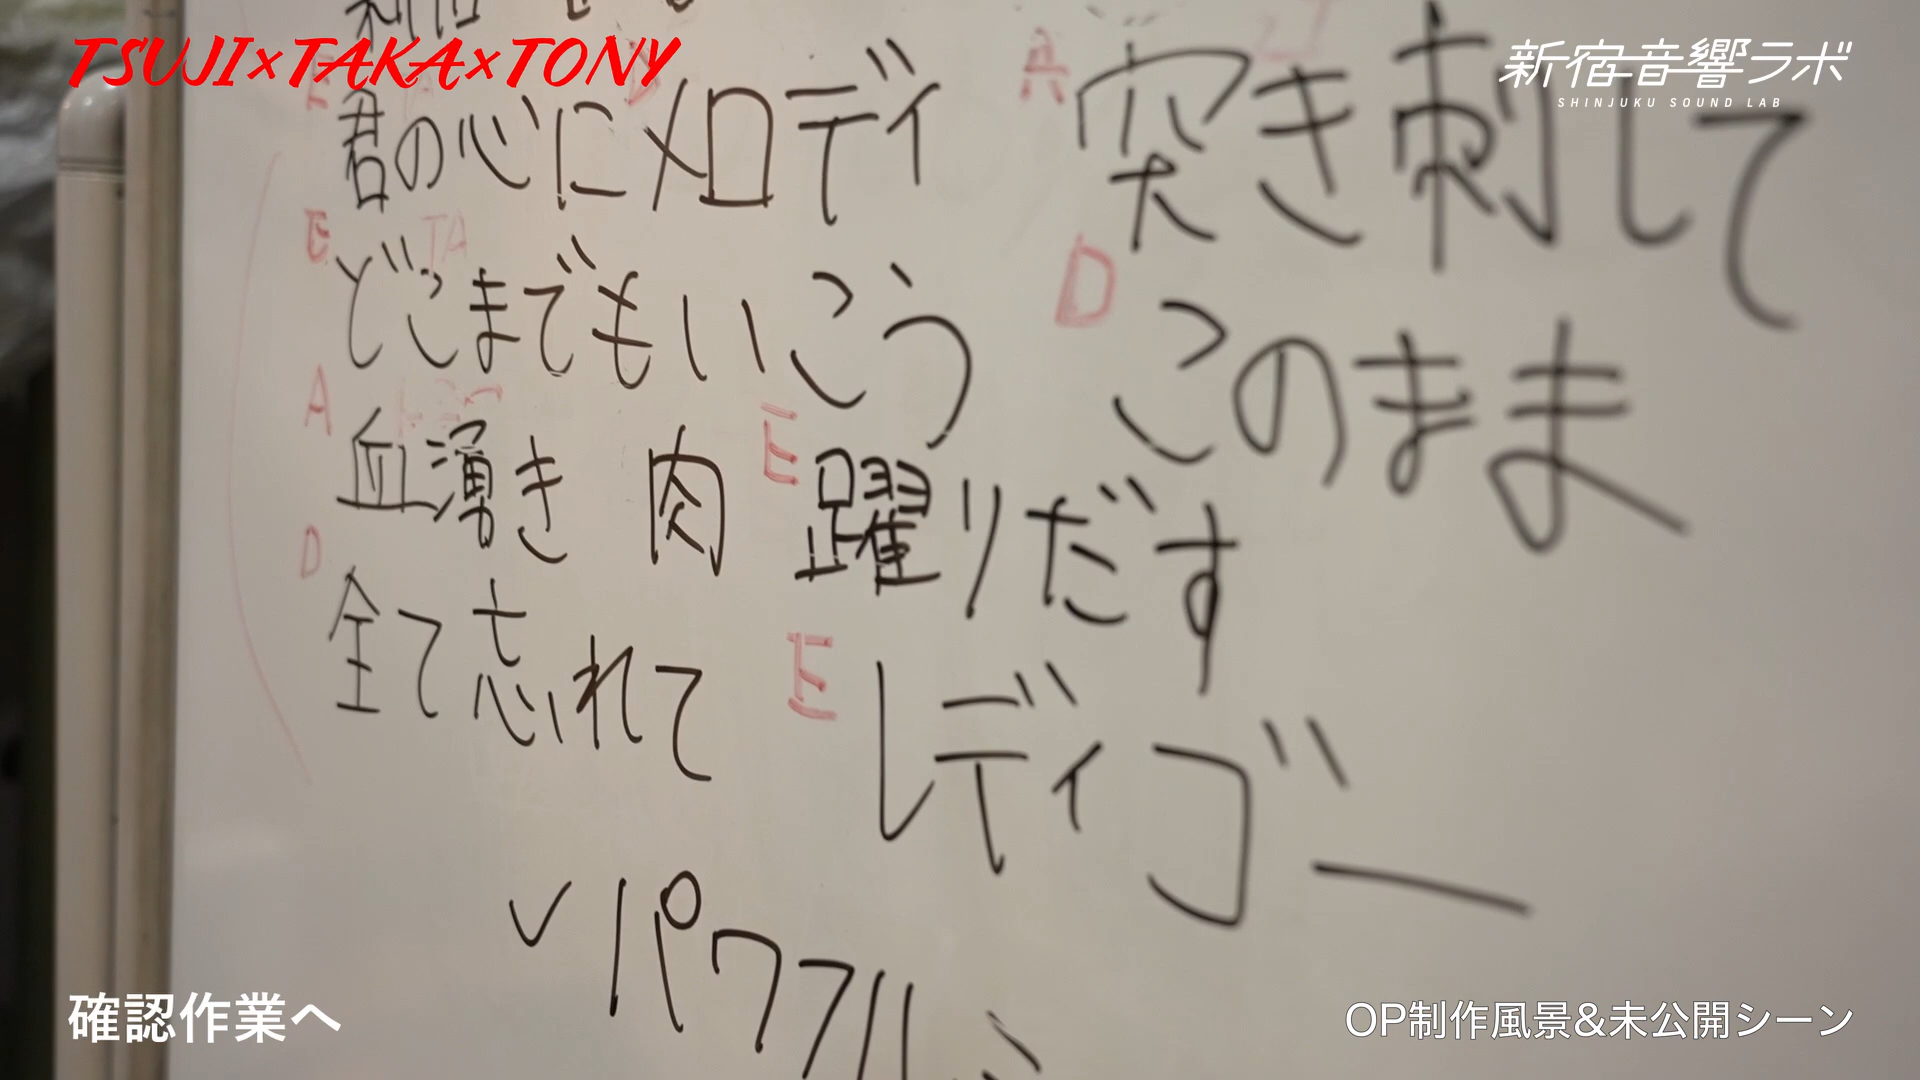 TSUJI×TAKA×TONY
新宿音響ラボ
SHINJUKU SOUND LAB
君の心にメロディ 突き刺して
E TA D
どこまでもいこう このまま
A E
血湧き 肉躍りだす
D E
全て忘れて レディゴー
✓パワフル
確認作業へ
OP制作風景&未公開シーン